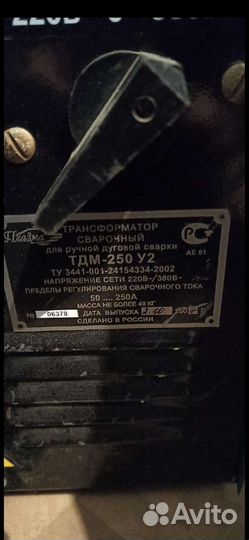 220В
Плазма
ТРАНСФОРМАТОР
СВАРОЧНЫЙ
для ручной дуговой сварки
ТДМ-250 У2
ТУ 3441-001-24154334-2002
НАПРЯЖЕНИЕ СЕТИ 220В-/380В-
ПРЕДЕЛЫ РЕГУЛИРОВАНИЯ СВАРОЧНОГО ТОКА
50 .... 250А
МАССА НЕ БОЛЕЕ 49 КГ
№ 06378 ДАТА ВЫПУСКА
СДЕЛАНО В РОССИИ
АЕ 81
Avito